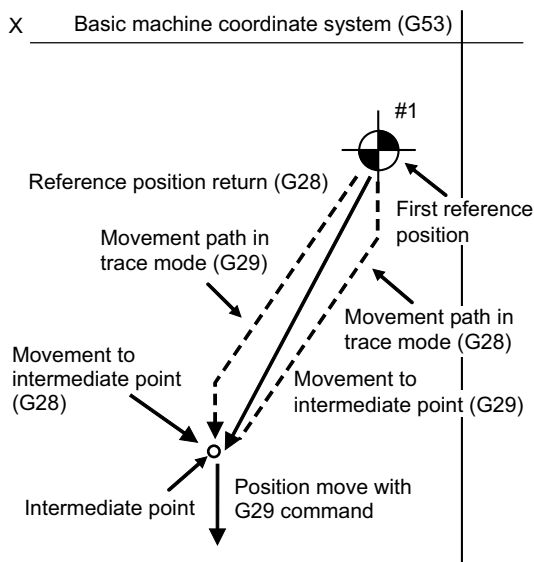 X
Basic machine coordinate system (G53)
#1
Reference position return (G28)
First reference
position
Movement path in
trace mode (G29)
Movement path in
trace mode (G28)
Movement to
intermediate point
(G28)
Movement to
intermediate point (G29)
Intermediate point
Position move with
G29 command